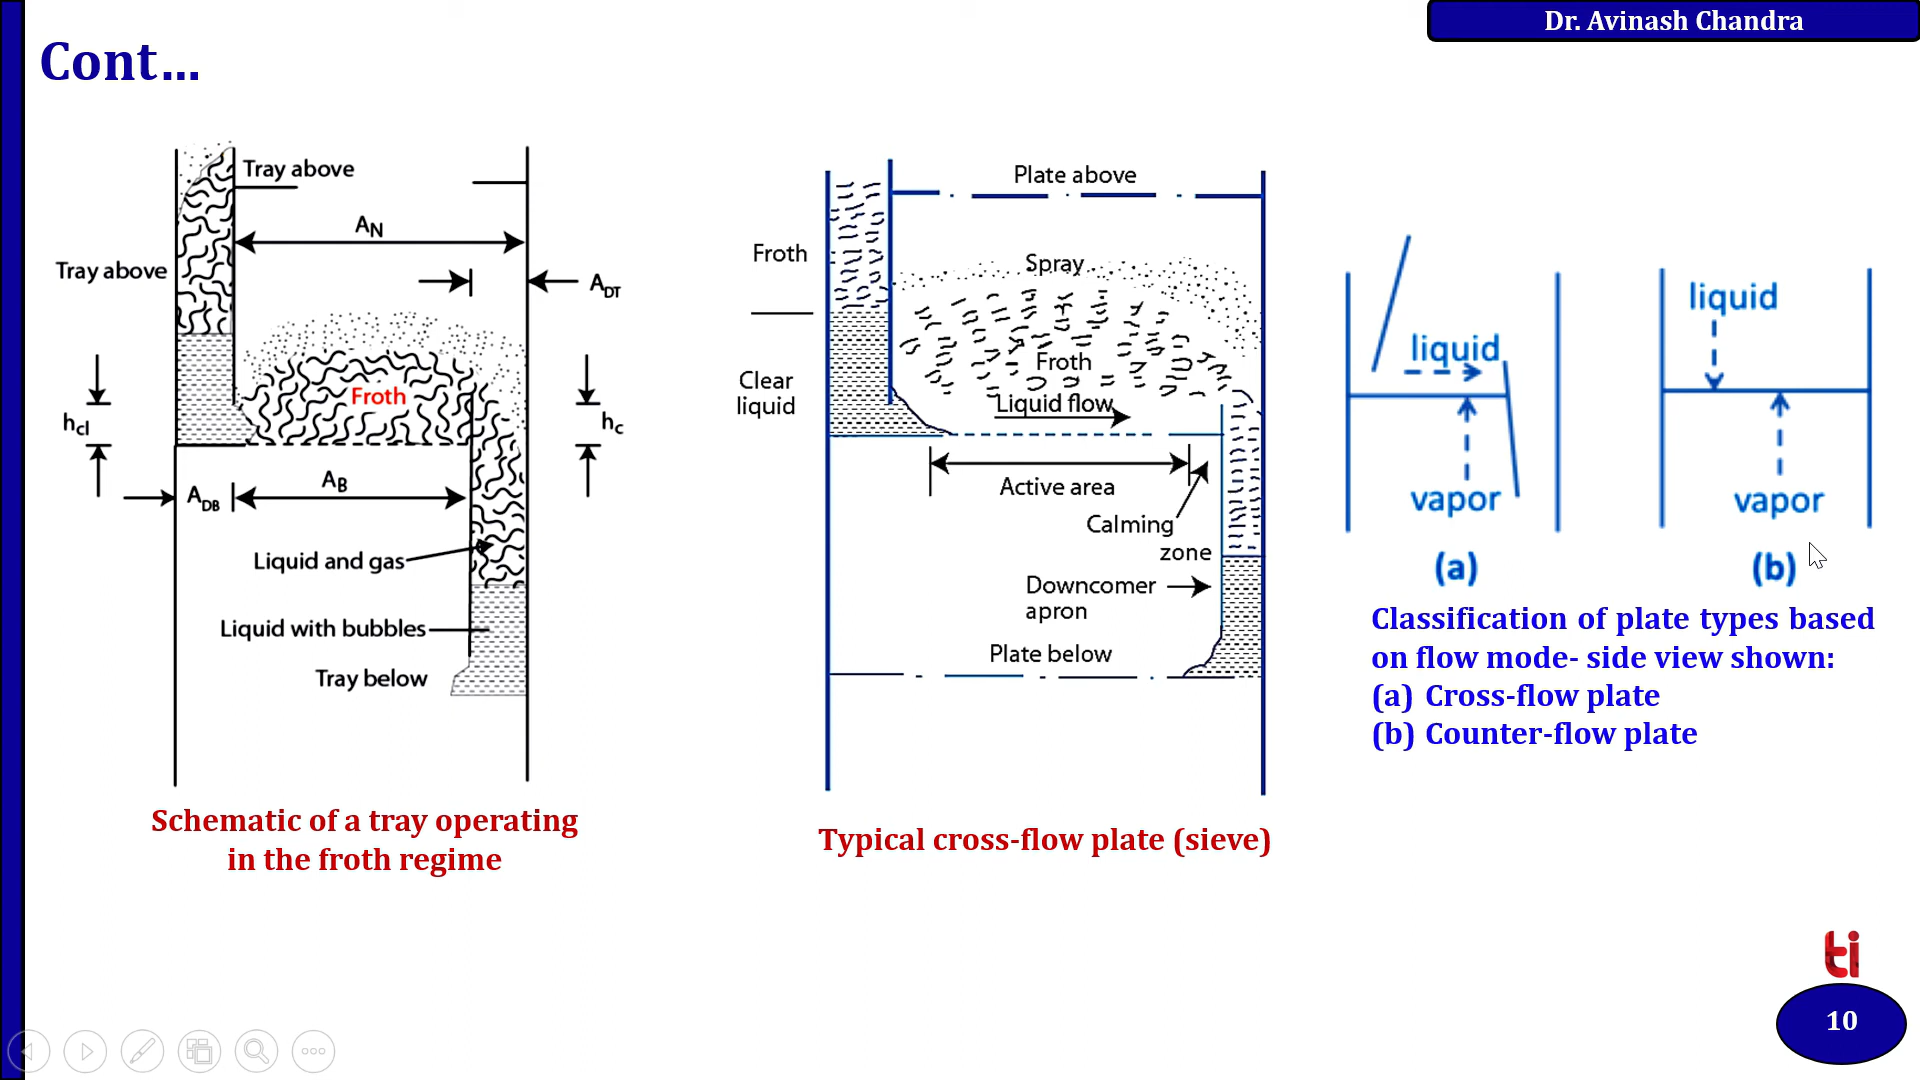 Dr. Avinash Chandra
Cont...
Tray above
A_N
Tray above
A_DT
Froth
h_cl
h_c
A_DB
A_B
Liquid and gas
Liquid with bubbles
Tray below
Schematic of a tray operating
in the froth regime
Plate above
Froth
Spray
Froth
Clear
liquid
Liquid flow
Active area
Calming
zone
Downcomer
apron
Plate below
Typical cross-flow plate (sieve)
liquid
vapor
(a)
liquid
vapor
(b)
Classification of plate types based
on flow mode- side view shown:
(a) Cross-flow plate
(b) Counter-flow plate
ti
10